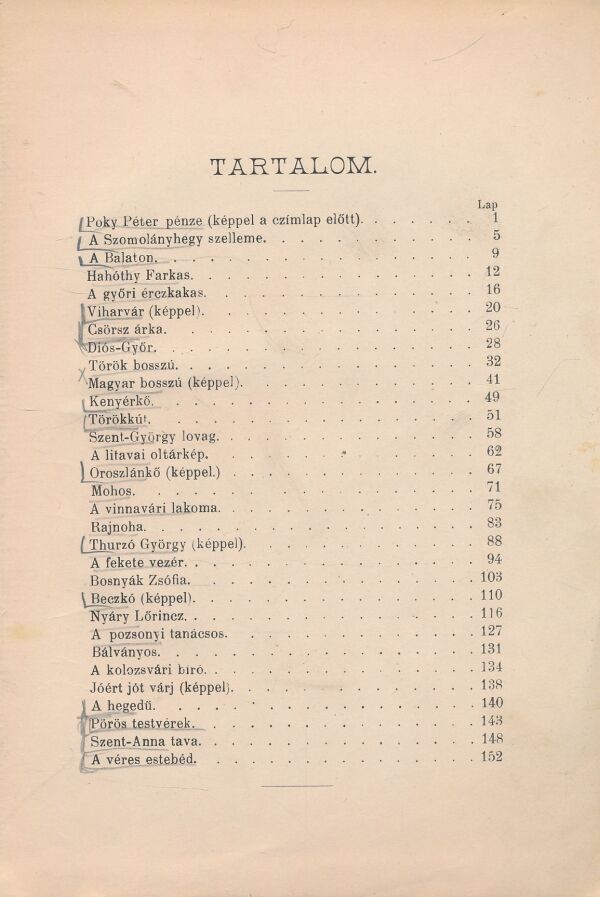 TARTALOM.
Lap
Poky Péter pénze (képpel a czímlap előtt). . . . . . . 1
A Szomolányhegy szelleme. . . . . . . . . . . 5
A Balaton. . . . . . . . . . . . . . . . 9
Hahóthy Farkas. . . . . . . . . . . . . . 12
A győri érczkakas. . . . . . . . . . . . . 16
Viharvár (képpel). . . . . . . . . . . . . 20
Csörsz árka. . . . . . . . . . . . . . . 26
Diós-Győr. . . . . . . . . . . . . . . . 28
Török bosszú. . . . . . . . . . . . . . . 32
Magyar bosszú (képpel). . . . . . . . . . . 41
Kenyérkő. . . . . . . . . . . . . . . . 49
Törökkút. . . . . . . . . . . . . . . . 51
Szent-György lovag. . . . . . . . . . . . . 58
A litavai oltárkép. . . . . . . . . . . . . 62
Oroszlánkő (képpel.) . . . . . . . . . . . . 67
Mohos. . . . . . . . . . . . . . . . . 71
A vinnavári lakoma. . . . . . . . . . . . . 75
Rajnoha. . . . . . . . . . . . . . . . 83
Thurzó György (képpel). . . . . . . . . . . 88
A fekete vezér. . . . . . . . . . . . . . 94
Bosnyák Zsófia. . . . . . . . . . . . . . 103
Beczkó (képpel). . . . . . . . . . . . . . 110
Nyáry Lőrincz. . . . . . . . . . . . . . 116
A pozsonyi tanácsos. . . . . . . . . . . . 127
Bálványos. . . . . . . . . . . . . . . . 131
A kolozsvári bíró. . . . . . . . . . . . . 134
Jóért jót várj (képpel). . . . . . . . . . . . 138
A hegedű. . . . . . . . . . . . . . . . 140
Pörös testvérek. . . . . . . . . . . . . . 143
Szent-Anna tava. . . . . . . . . . . . . . 148
A véres estebéd. . . . . . . . . . . . . . 152